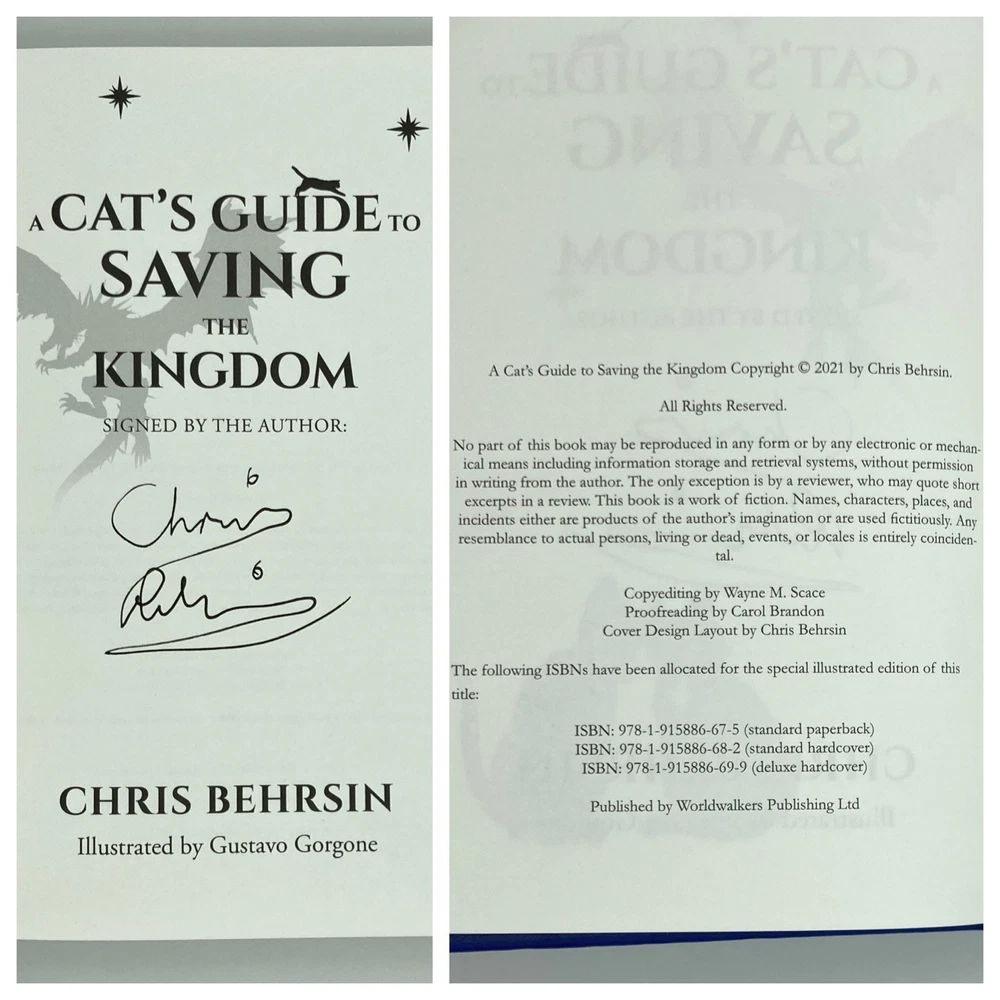 A CAT'S GUIDE TO
SAVING
THE
KINGDOM
SIGNED BY THE AUTHOR:
Chris
CHRIS BEHRSIN
Illustrated by Gustavo Gorgone
A Cat's Guide to Saving the Kingdom Copyright © 2021 by Chris Behrsin.
All Rights Reserved.
No part of this book may be reproduced in any form or by any electronic or mechan-
ical means including information storage and retrieval systems, without permission
in writing from the author. The only exception is by a reviewer, who may quote short
excerpts in a review. This book is a work of fiction. Names, characters, places, and
incidents either are products of the author's imagination or are used fictitiously. Any
resemblance to actual persons, living or dead, events, or locales is entirely coinciden-
tal.
Copyediting by Wayne M. Scace
Proofreading by Carol Brandon
Cover Design Layout by Chris Behrsin
The following ISBNs have been allocated for the special illustrated edition of this
title:
ISBN: 978-1-915886-67-5 (standard paperback)
ISBN: 978-1-915886-68-2 (standard hardcover)
ISBN: 978-1-915886-69-9 (deluxe hardcover)
Published by Worldwalkers Publishing Ltd